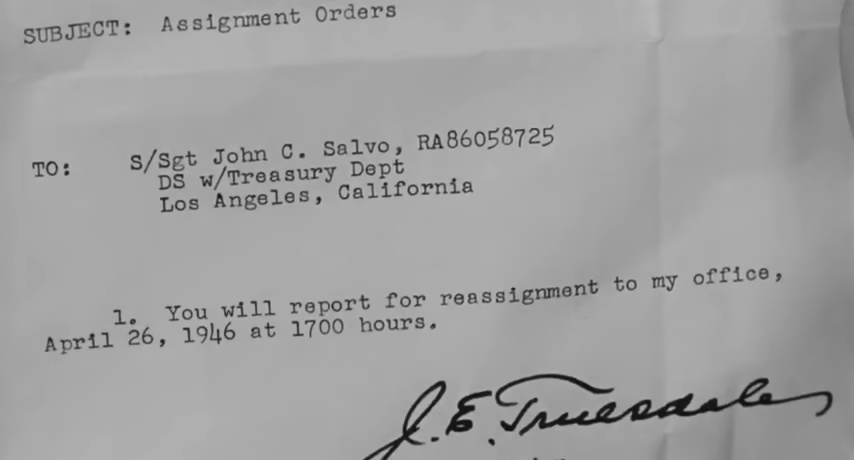 SUBJECT: Assignment Orders
TO: S/Sgt John C. Salvo, RA86058725
DS w/Treasury Dept
Los Angeles, California
1. You will report for reassignment to my office,
April 26, 1946 at 1700 hours.
J.E. Truesdale